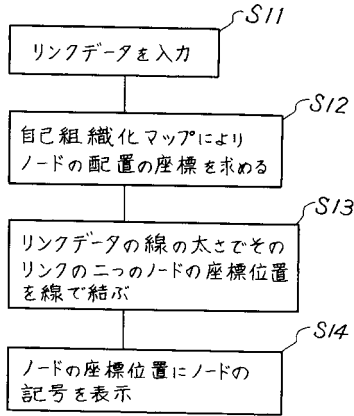 S11
リンクデータを入力
S12
自己組織化マップにより
ノードの配置の座標を求める
S13
リンクデータの線の太さでその
リンクの二つのノードの座標位置
を線で結ぶ
S14
ノードの座標位置にノードの
記号を表示